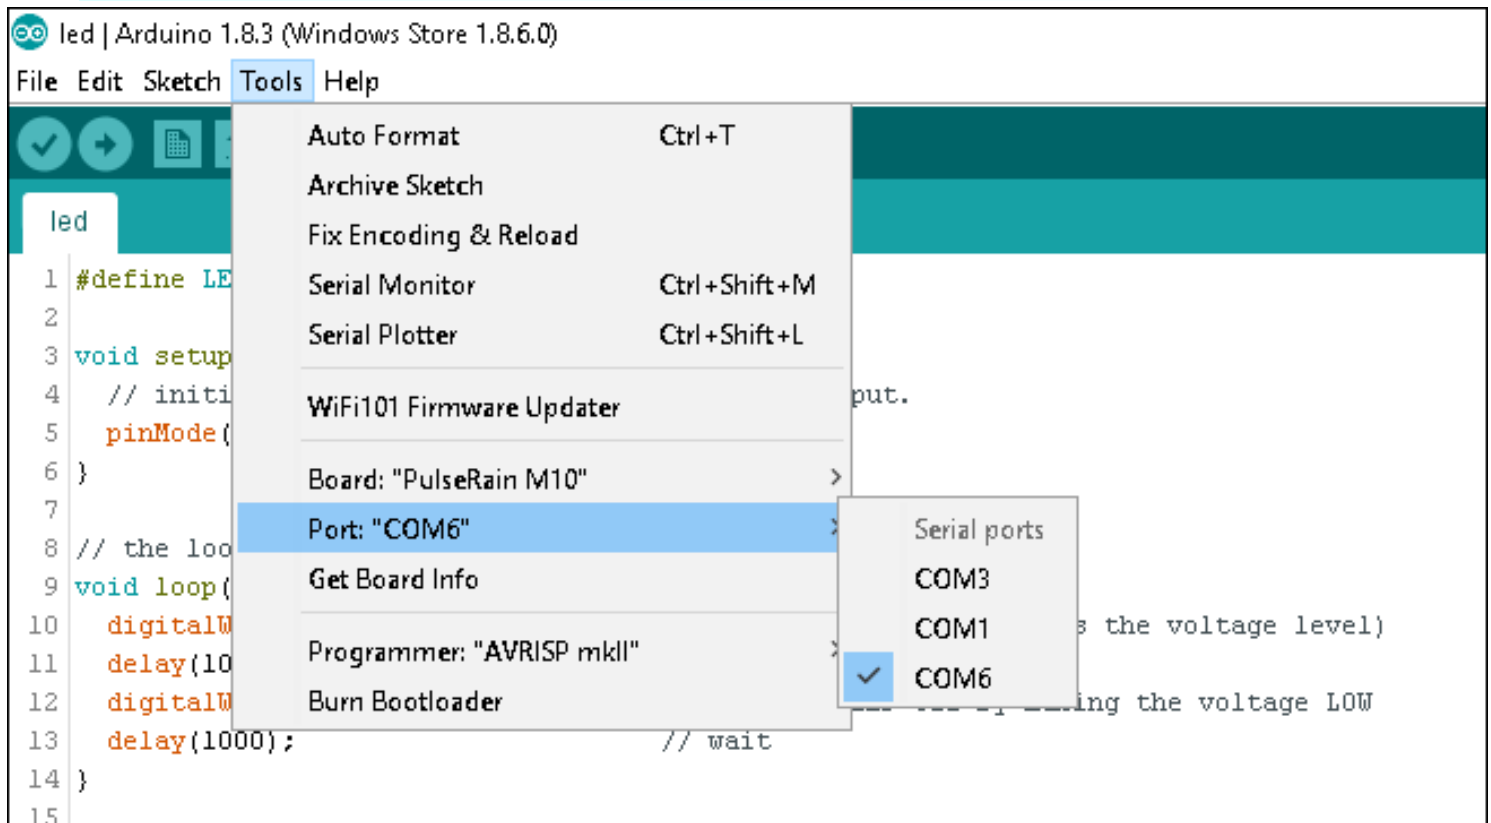 led | Arduino 1.8.3 (Windows Store 1.8.6.0)
File Edit Sketch Tools Help
Auto Format Ctrl+T
Archive Sketch
Fix Encoding & Reload
Serial Monitor Ctrl+Shift+M
Serial Plotter Ctrl+Shift+L
WiFi101 Firmware Updater
Board: "PulseRain M10"
Port: "COM6"
Get Board Info
Programmer: "AVRISP mkII"
Burn Bootloader
Serial ports
COM3
COM1
COM6
led
1 #define LE
2
3 void setup
4 // initi put.
5 pinMode(
6 }
7
8 // the loo
9 void loop(
10 digitalW s the voltage level)
11 delay(10
12 digitalW ing the voltage LOW
13 delay(1000); // wait
14 }
15